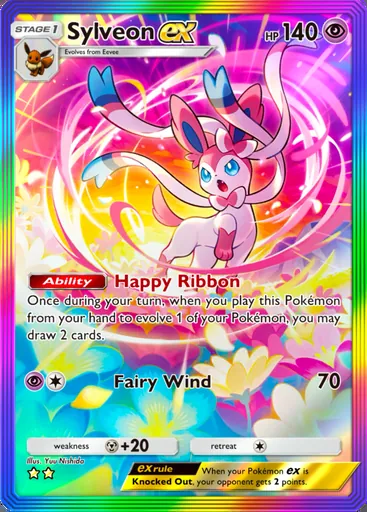 STAGE 1 Sylveon ex HP 140
Evolves from Eevee
Ability Happy Ribbon
Once during your turn, when you play this Pokémon
from your hand to evolve 1 of your Pokémon, you may
draw 2 cards.
Fairy Wind 70
weakness +20 retreat
Illus. Yuu Nishida
ex rule When your Pokémon ex is
Knocked Out, your opponent gets 2 points.